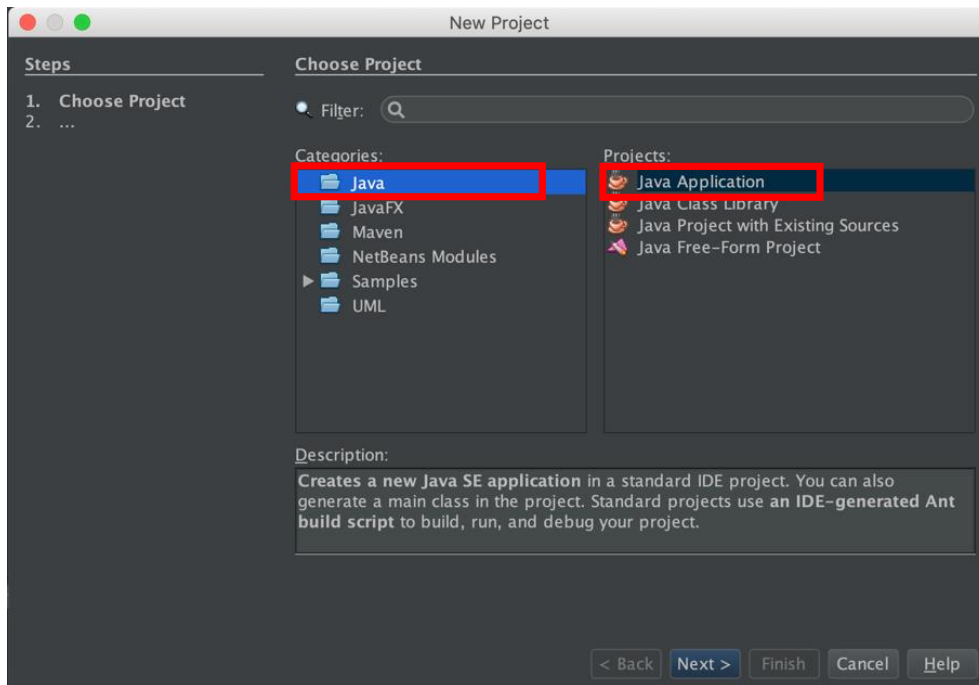 New Project
Steps
1. Choose Project
2. ...
Choose Project
Filter:
Categories:
Java
JavaFX
Maven
NetBeans Modules
Samples
UML
Projects:
Java Application
Java Class Library
Java Project with Existing Sources
Java Free-Form Project
Description:
Creates a new Java SE application in a standard IDE project. You can also
generate a main class in the project. Standard projects use an IDE-generated Ant
build script to build, run, and debug your project.
< Back Next > Finish Cancel Help